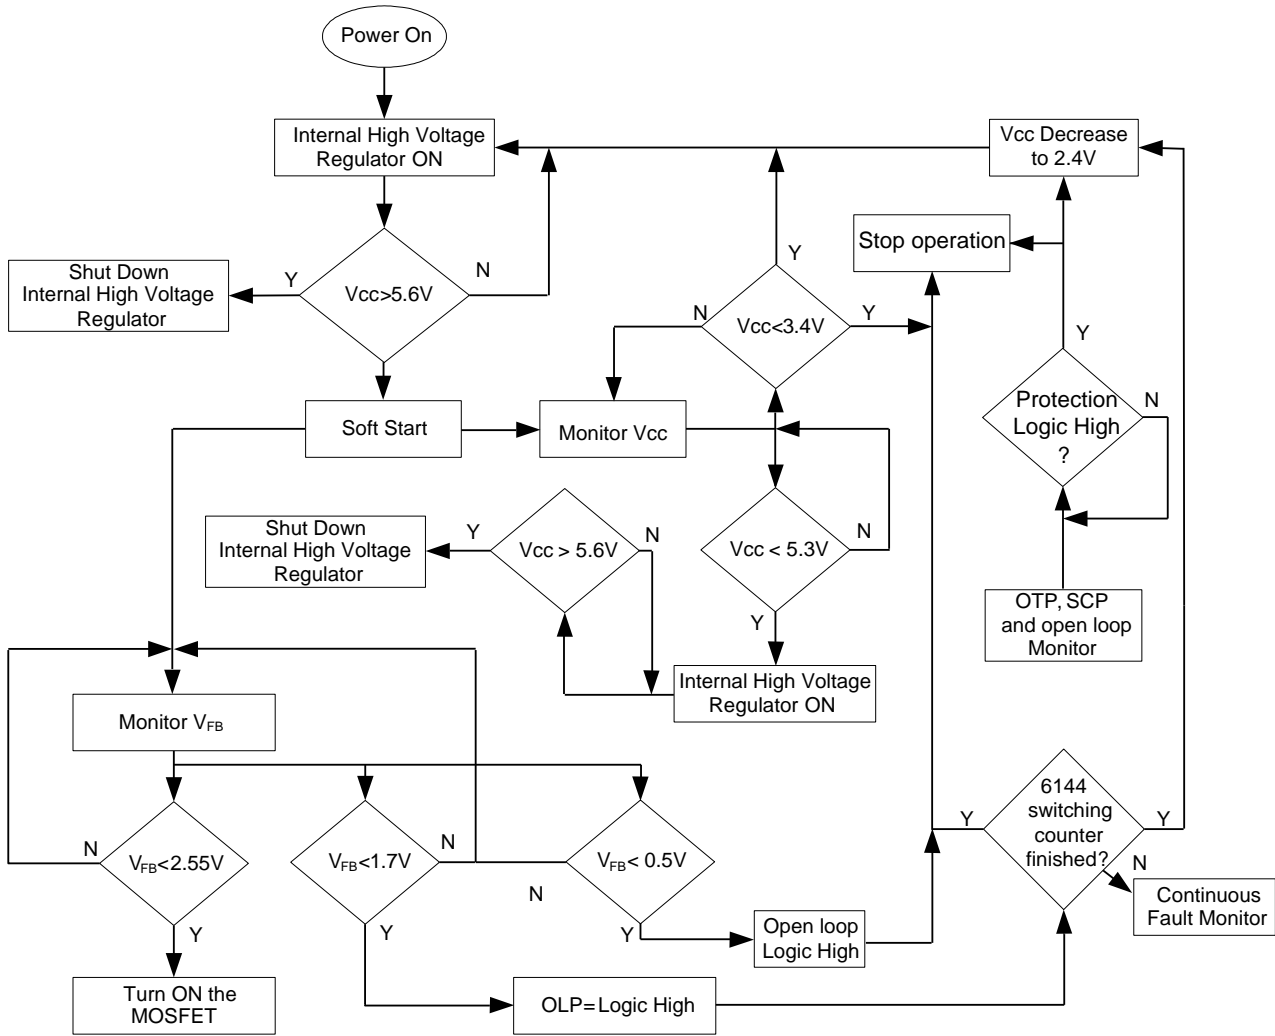 Power On
Internal High Voltage
Regulator ON
Vcc Decrease
to 2.4V
Stop operation
Y
Shut Down
Internal High Voltage
Regulator
Y
Vcc>5.6V
N
N
Vcc<3.4V
Y
Y
Protection
Logic High
?
N
Soft Start
Monitor Vcc
Shut Down
Internal High Voltage
Regulator
Y
Vcc > 5.6V
N
Vcc < 5.3V
N
Y
OTP, SCP
and open loop
Monitor
Internal High Voltage
Regulator ON
Monitor VFB
N
VFB<2.55V
Y
VFB<1.7V
N
Y
VFB< 0.5V
N
Y
Y
6144
switching
counter
finished?
Y
N
Continuous
Fault Monitor
Open loop
Logic High
Turn ON the
MOSFET
OLP=Logic High